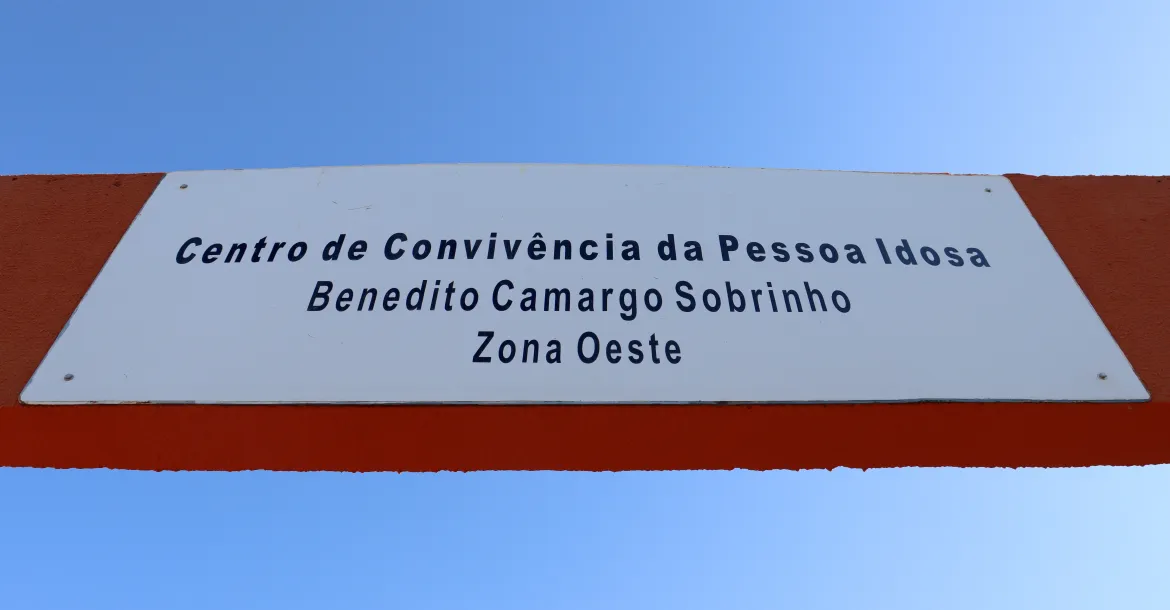 Centro de Convivência da Pessoa Idosa
Benedito Camargo Sobrinho
Zona Oeste